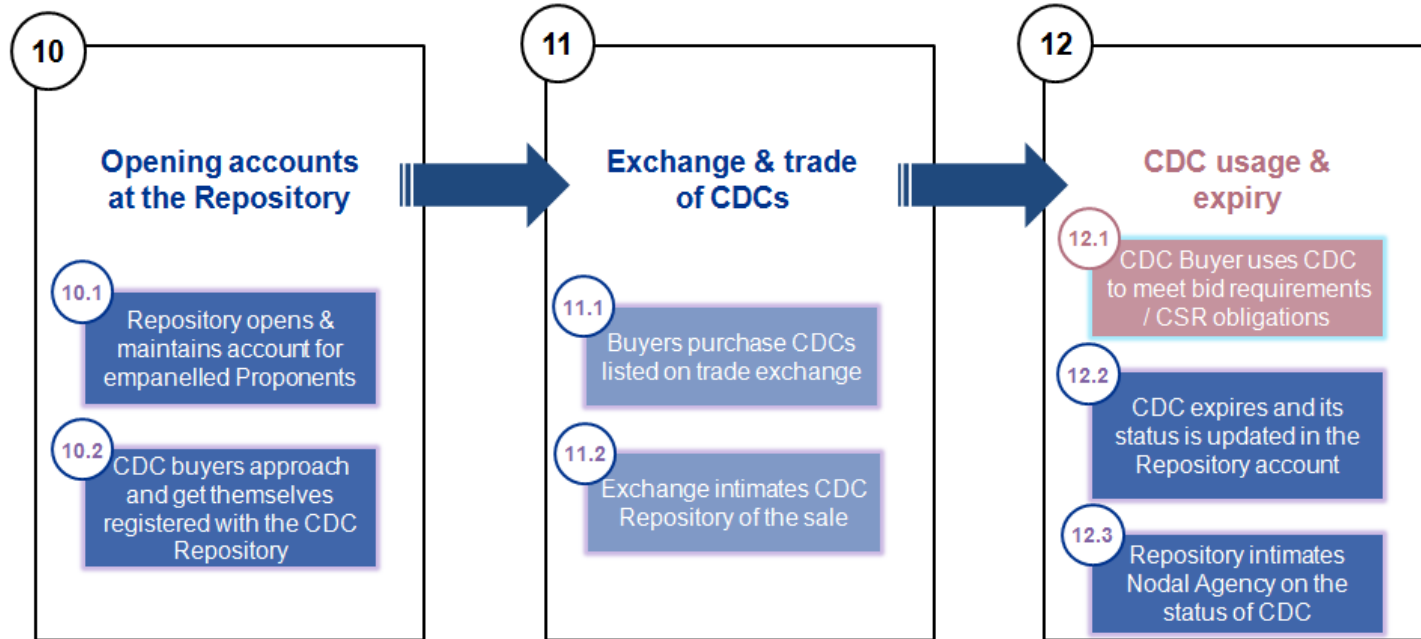 10
Opening accounts
at the Repository
10.1
Repository opens &
maintains account for
empanelled Proponents
10.2
CDC buyers approach
and get themselves
registered with the CDC
Repository
11
Exchange & trade
of CDCs
11.1
Buyers purchase CDCs
listed on trade exchange
11.2
Exchange intimates CDC
Repository of the sale
12
CDC usage &
expiry
12.1
CDC Buyer uses CDC
to meet bid requirements
/ CSR obligations
12.2
CDC expires and its
status is updated in the
Repository account
12.3
Repository intimates
Nodal Agency on the
status of CDC